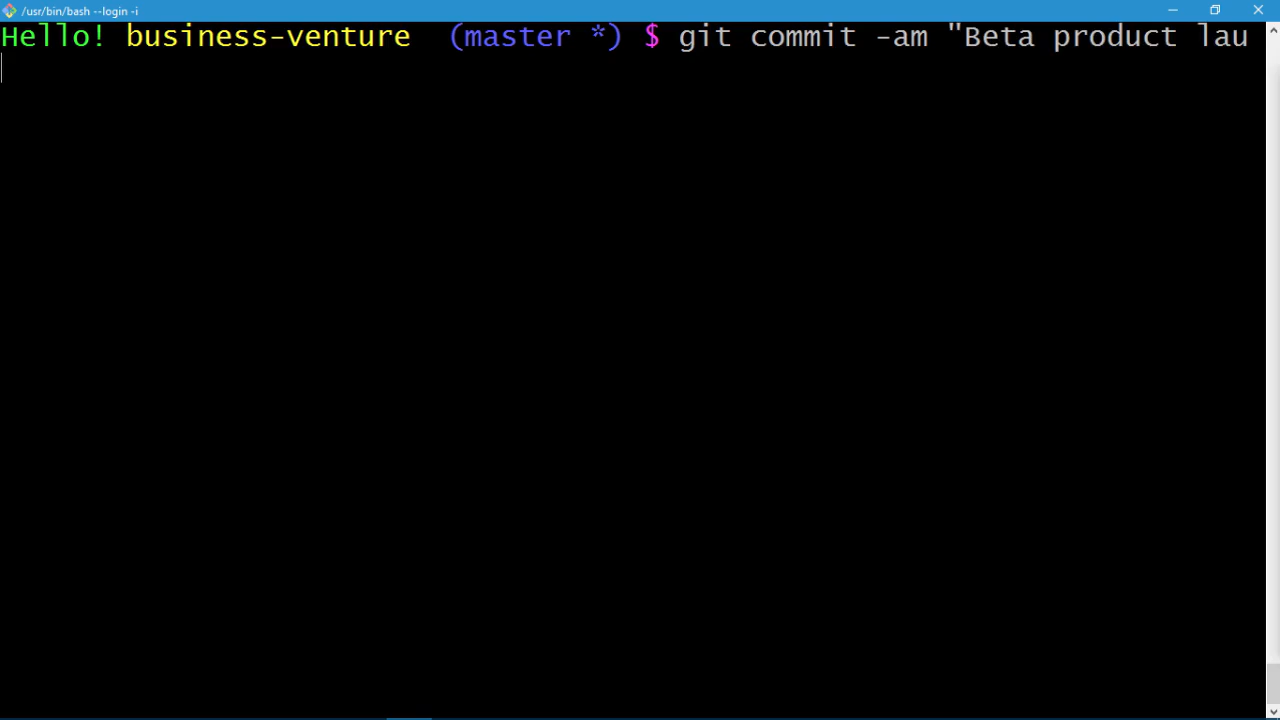 /usr/bin/bash --login -i
Hello! business-venture (master *) $ git commit -am "Beta product lau